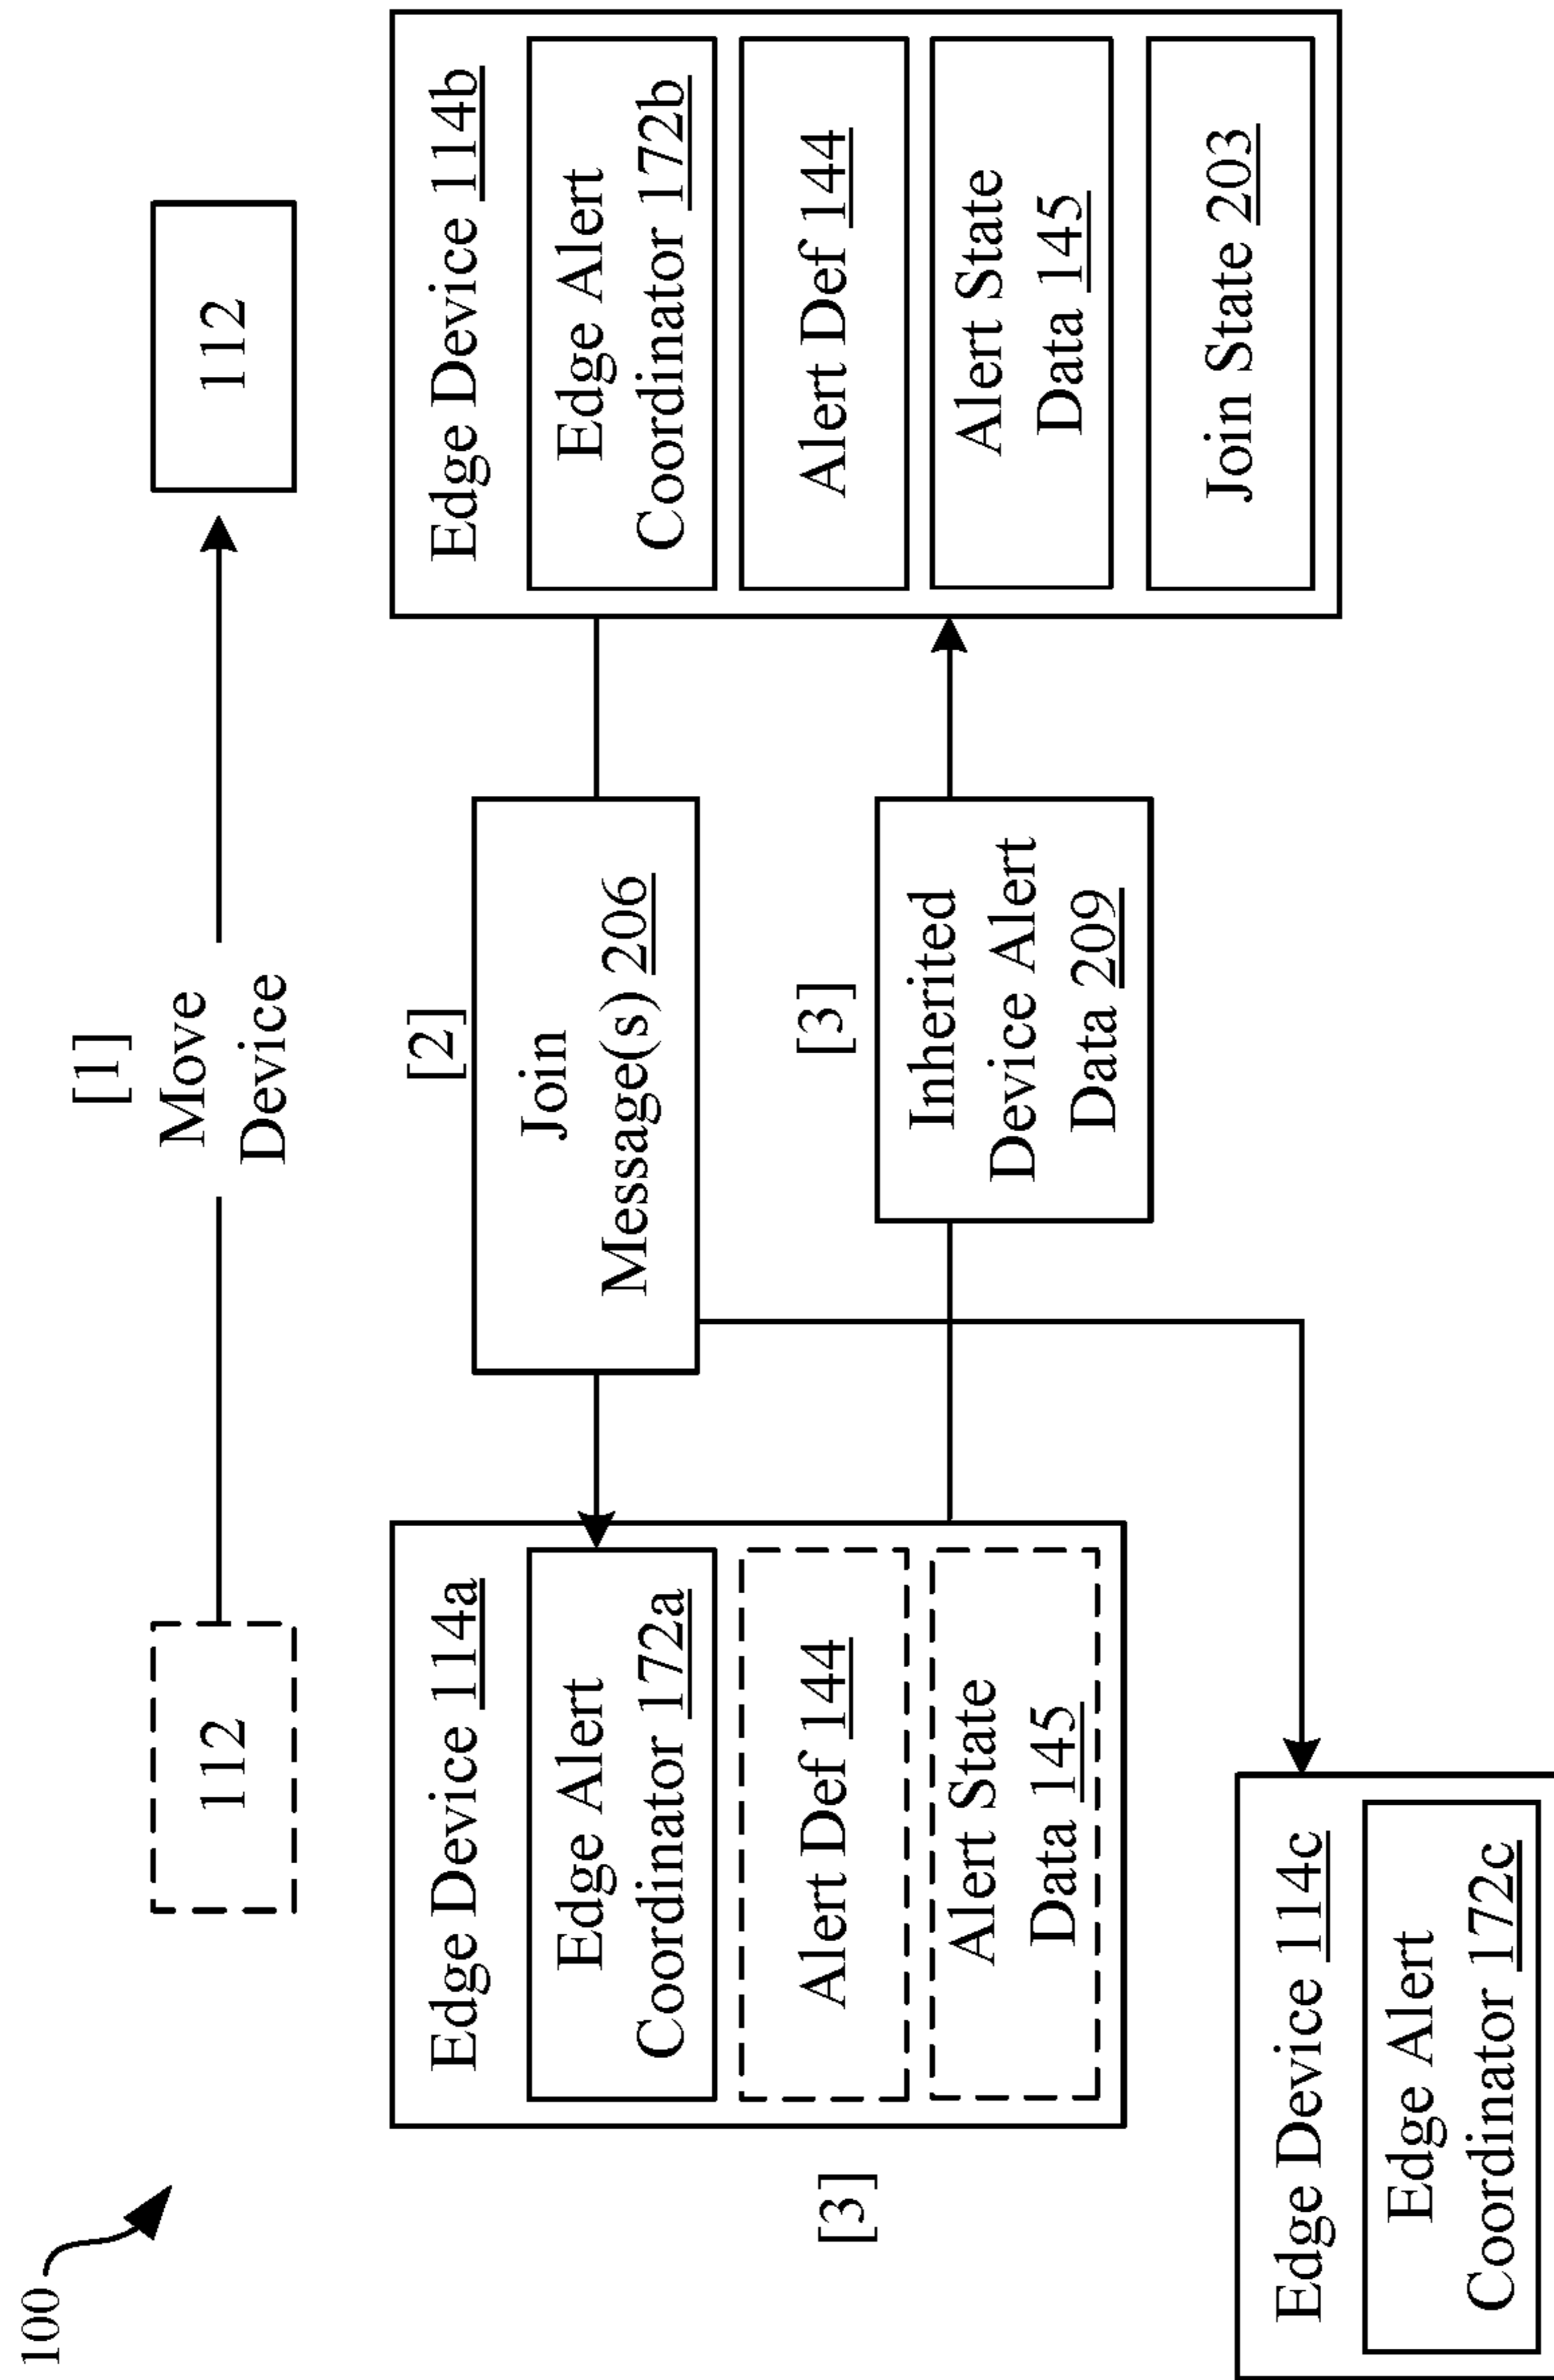 100
[1]
Move
Device
112
112
[2]
Join
Message(s) 206
[3]
Inherited
Device Alert
Data 209
Edge Device 114a
Edge Alert
Coordinator 172a
Alert Def 144
Alert State
Data 145
[3]
Edge Device 114b
Edge Alert
Coordinator 172b
Alert Def 144
Alert State
Data 145
Join State 203
Edge Device 114c
Edge Alert
Coordinator 172c